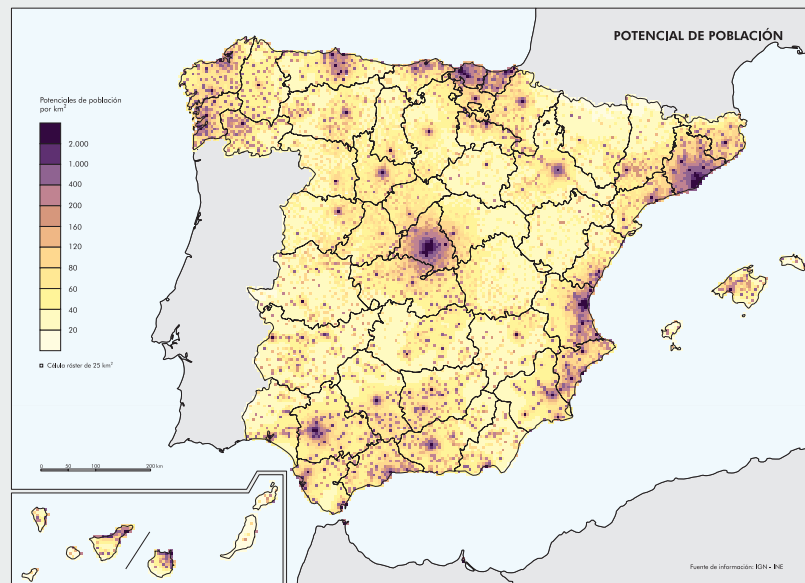 POTENCIAL DE POBLACIÓN
Potenciales de población
por km²
2.000
1.000
400
200
160
120
80
60
40
20
Célula ráster de 25 km²
0 50 100 200 km
Fuente de información: IGN - INE